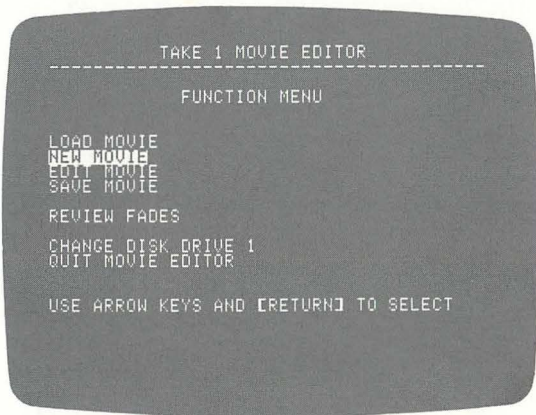 TAKE 1 MOVIE EDITOR
FUNCTION MENU
LOAD MOVIE
NEW MOVIE
EDIT MOVIE
SAVE MOVIE
REVIEW FADES
CHANGE DISK DRIVE 1
QUIT MOVIE EDITOR
USE ARROW KEYS AND [RETURN] TO SELECT